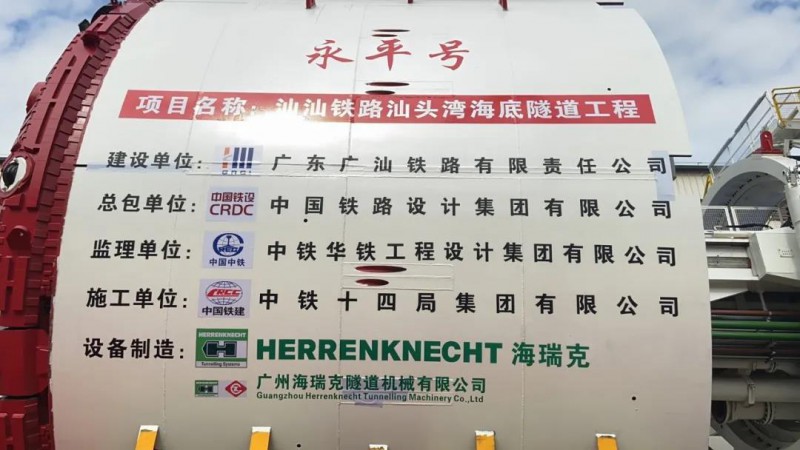 永平号
项目名称：汕汕铁路汕头湾海底隧道工程
建设单位：广东广汕铁路有限责任公司
总包单位：中国铁设 CRDC 中国铁路设计集团有限公司
监理单位：中国中铁 中铁华铁工程设计集团有限公司
施工单位：CRCC 中国铁建 中铁十四局集团有限公司
设备制造：HERRENKNECHT Tunnelling Systems HERRENKNECHT 海瑞克
广州海瑞克隧道机械有限公司
Guangzhou Herrenknecht Tunnelling Machinery Co.,Ltd